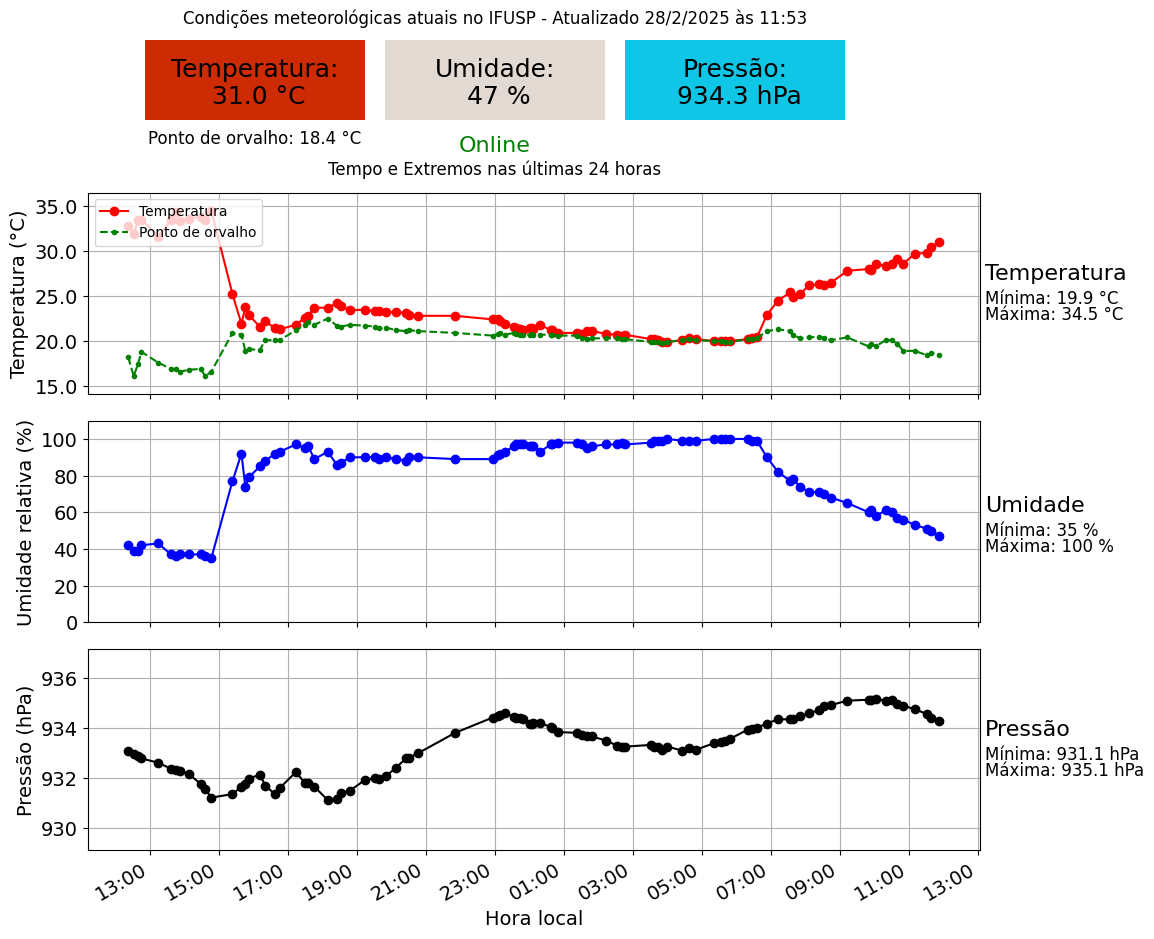 Condições meteorológicas atuais no IFUSP - Atualizado 28/2/2025 às 11:53
Temperatura:
31.0 °C
Umidade:
47 %
Pressão:
934.3 hPa
Ponto de orvalho: 18.4 °C
Online
Tempo e Extremos nas últimas 24 horas
Temperatura (°C)
35.0
30.0
25.0
20.0
15.0
Temperatura
Ponto de orvalho
Temperatura
Mínima: 19.9 °C
Máxima: 34.5 °C
Umidade relativa (%)
100
80
60
40
20
0
Umidade
Mínima: 35 %
Máxima: 100 %
Pressão (hPa)
936
934
932
930
Pressão
Mínima: 931.1 hPa
Máxima: 935.1 hPa
13:00
15:00
17:00
19:00
21:00
23:00
01:00
03:00
05:00
07:00
09:00
11:00
13:00
Hora local